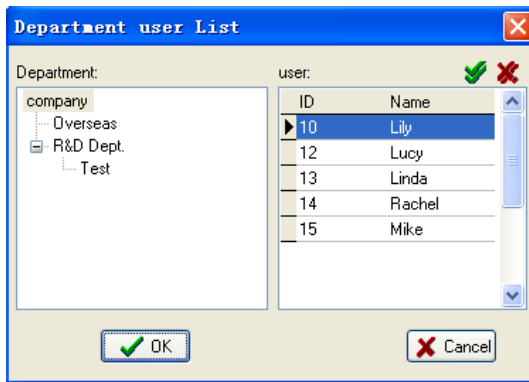 Department user List
Department:
company
Overseas
R&D Dept.
Test
user:
ID Name
10 Lily
12 Lucy
13 Linda
14 Rachel
15 Mike
OK
Cancel